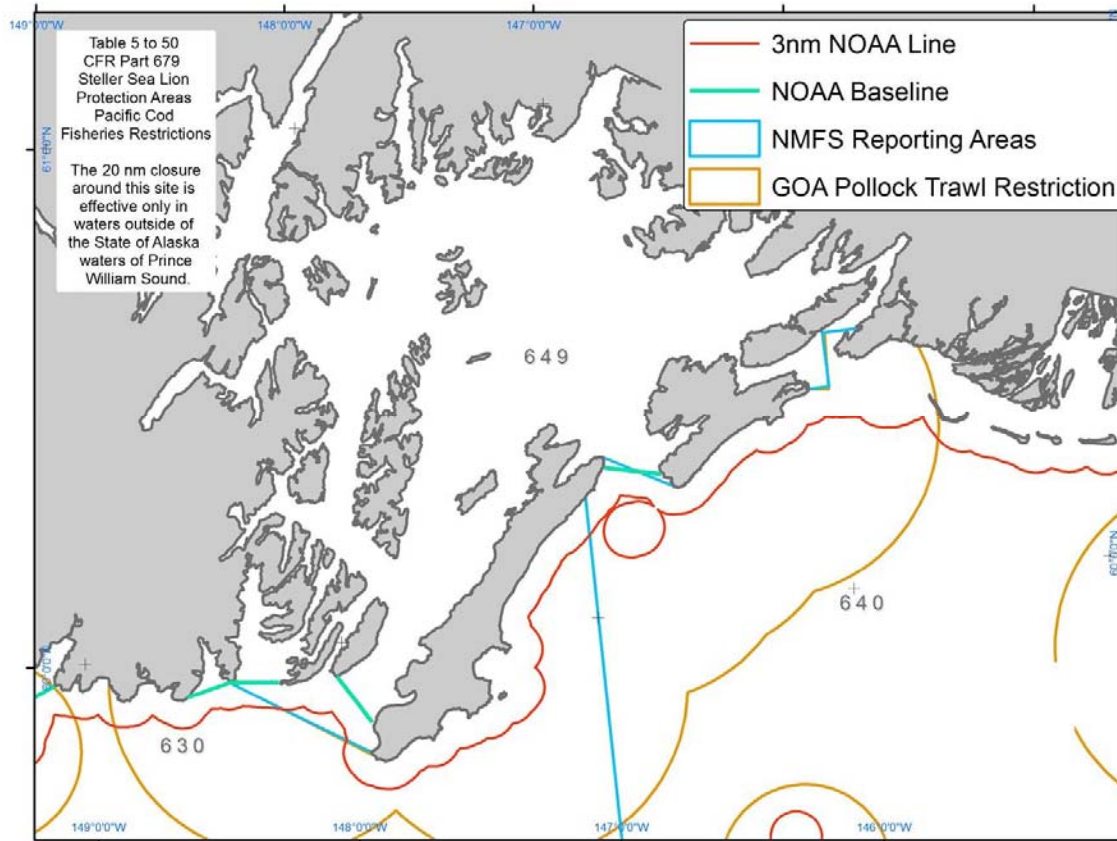 149°0'0"W
148°0'0"W
147°0'0"W
Table 5 to 50
CFR Part 679
Steller Sea Lion
Protection Areas
Pacific Cod
Fisheries Restrictions
The 20 nm closure
around this site is
effective only in
waters outside of
the State of Alaska
waters of Prince
William Sound.
3nm NOAA Line
NOAA Baseline
NMFS Reporting Areas
GOA Pollock Trawl Restriction
61°0'0"N
649
640
630
149°0'0"W
148°0'0"W
147°0'0"W
146°0'0"W